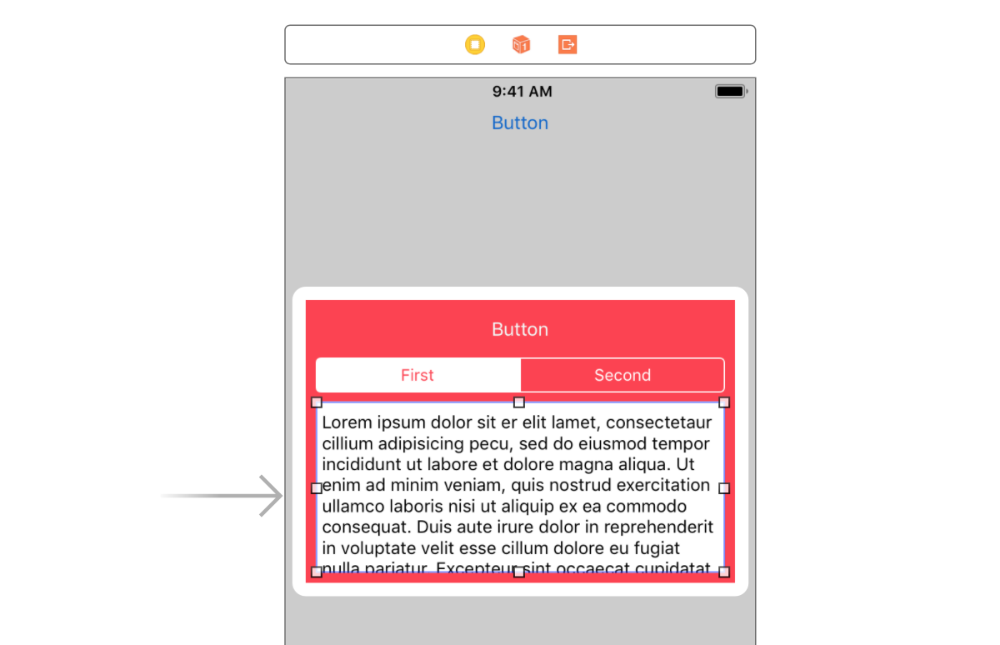 9:41 AM
Button
Button
First Second
Lorem ipsum dolor sit er elit lamet, consectetaur
cillium adipisicing pecu, sed do eiusmod tempor
incididunt ut labore et dolore magna aliqua. Ut
enim ad minim veniam, quis nostrud exercitation
ullamco laboris nisi ut aliquip ex ea commodo
consequat. Duis aute irure dolor in reprehenderit
in voluptate velit esse cillum dolore eu fugiat
nulla pariatur. Excepteur sint occaecat cupidatat